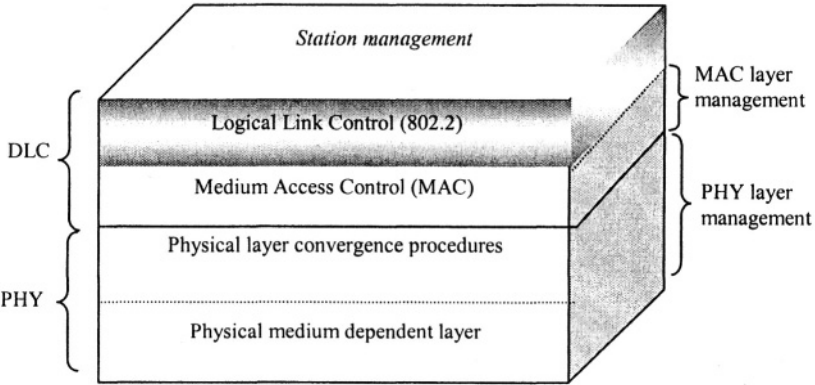 Station management
MAC layer
management
Logical Link Control (802.2)
DLC
Medium Access Control (MAC)
PHY layer
management
Physical layer convergence procedures
PHY
Physical medium dependent layer